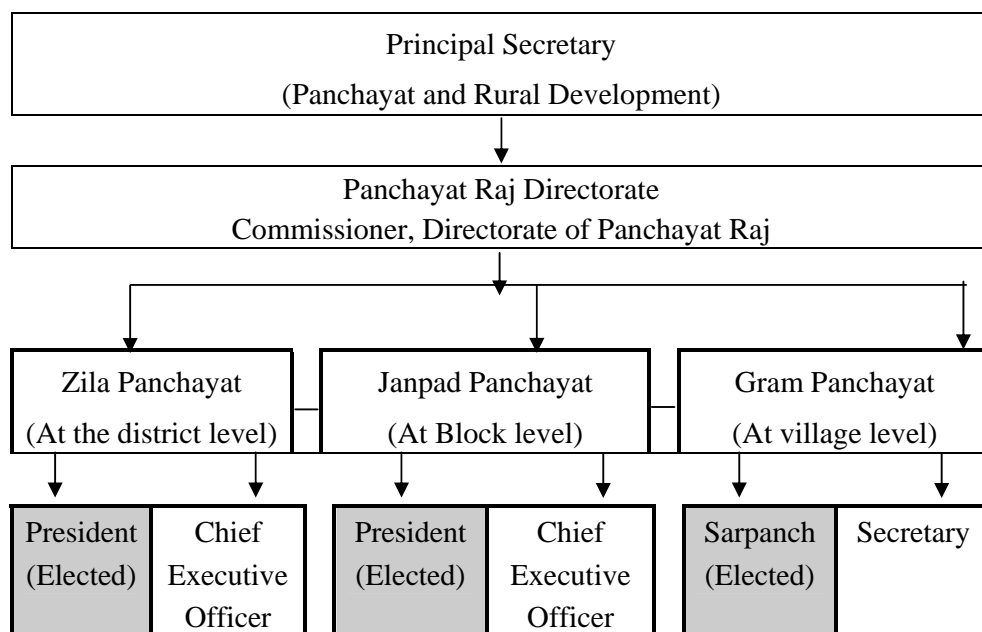 Principal Secretary
(Panchayat and Rural Development)
Panchayat Raj Directorate
Commissioner, Directorate of Panchayat Raj
Zila Panchayat
(At the district level)
Janpad Panchayat
(At Block level)
Gram Panchayat
(At village level)
President
(Elected)
Chief
Executive
Officer
President
(Elected)
Chief
Executive
Officer
Sarpanch
(Elected)
Secretary